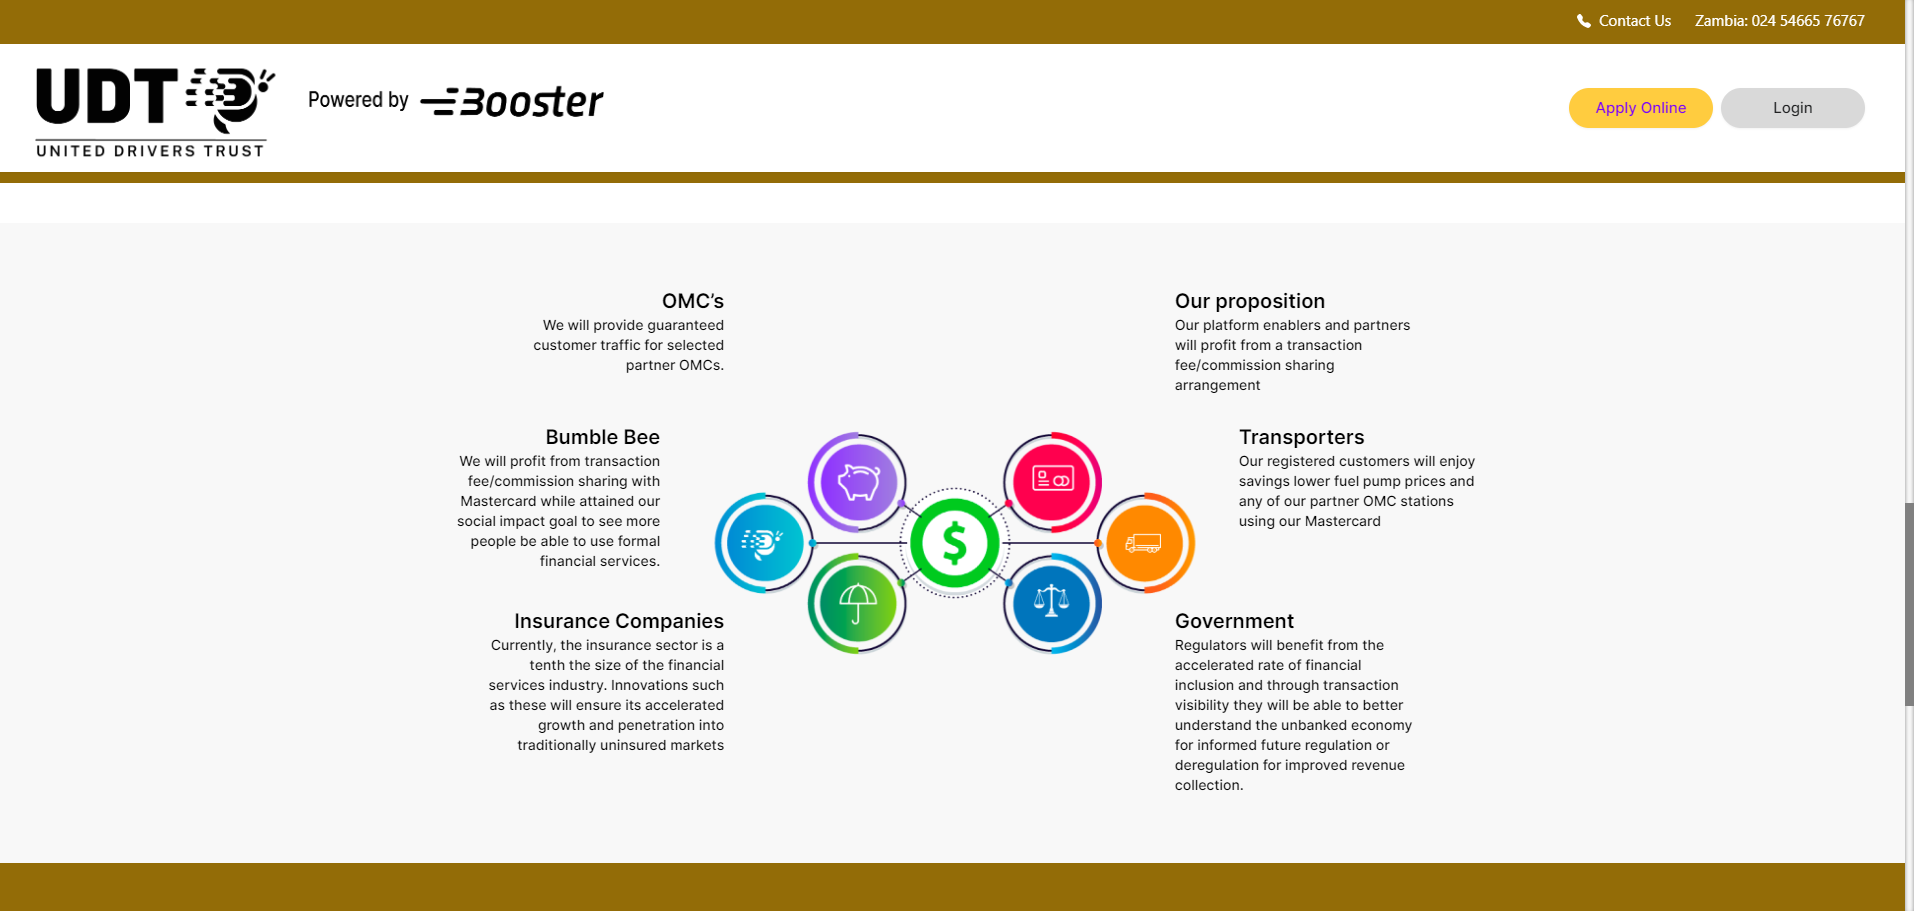 Contact Us
Zambia: 024 54665 76767
UDT
UNITED DRIVERS TRUST
Powered by
Booster
Apply Online
Login
OMC’s
We will provide guaranteed
customer traffic for selected
partner OMCs.
Our proposition
Our platform enablers and partners
will profit from a transaction
fee/commission sharing
arrangement
Bumble Bee
We will profit from transaction
fee/commission sharing with
Mastercard while attained our
social impact goal to see more
people be able to use formal
financial services.
Transporters
Our registered customers will enjoy
savings lower fuel pump prices and
any of our partner OMC stations
using our Mastercard
$
Insurance Companies
Currently, the insurance sector is a
tenth the size of the financial
services industry. Innovations such
as these will ensure its accelerated
growth and penetration into
traditionally uninsured markets
Government
Regulators will benefit from the
accelerated rate of financial
inclusion and through transaction
visibility they will be able to better
understand the unbanked economy
for informed future regulation or
deregulation for improved revenue
collection.